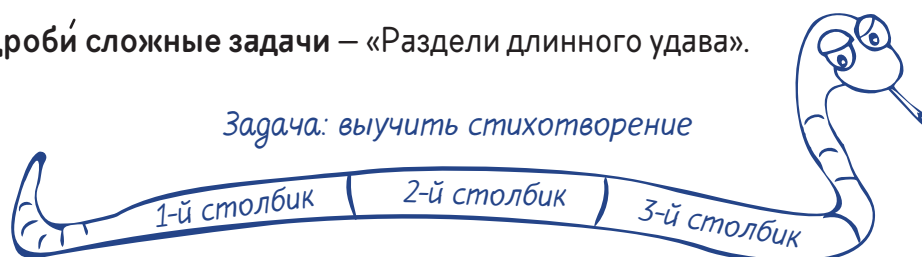 дроби́ сложные задачи – «Раздели длинного удава».
Задача: выучить стихотворение
1-й столбик
2-й столбик
3-й столбик